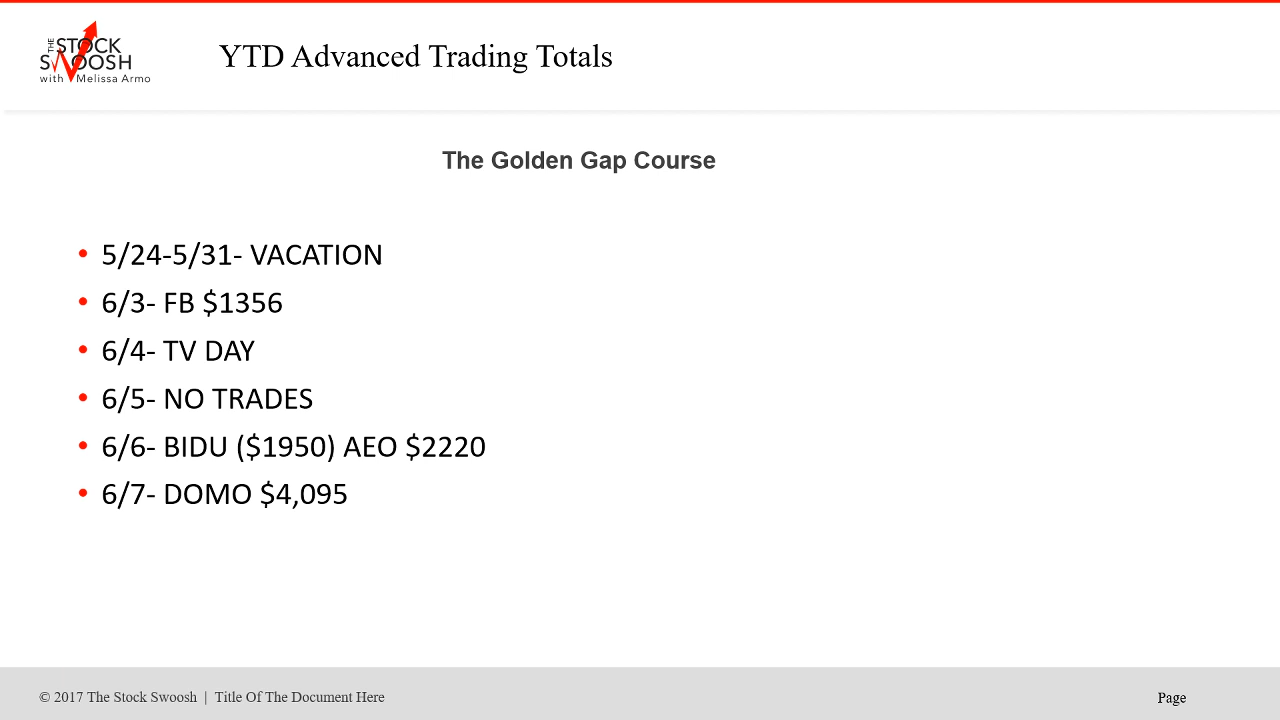 THE STOCK
SWOOSH
with Melissa Armo
YTD Advanced Trading Totals
The Golden Gap Course
• 5/24-5/31- VACATION
• 6/3- FB $1356
• 6/4- TV DAY
• 6/5- NO TRADES
• 6/6- BIDU ($1950) AEO $2220
• 6/7- DOMO $4,095
© 2017 The Stock Swoosh | Title Of The Document Here
Page